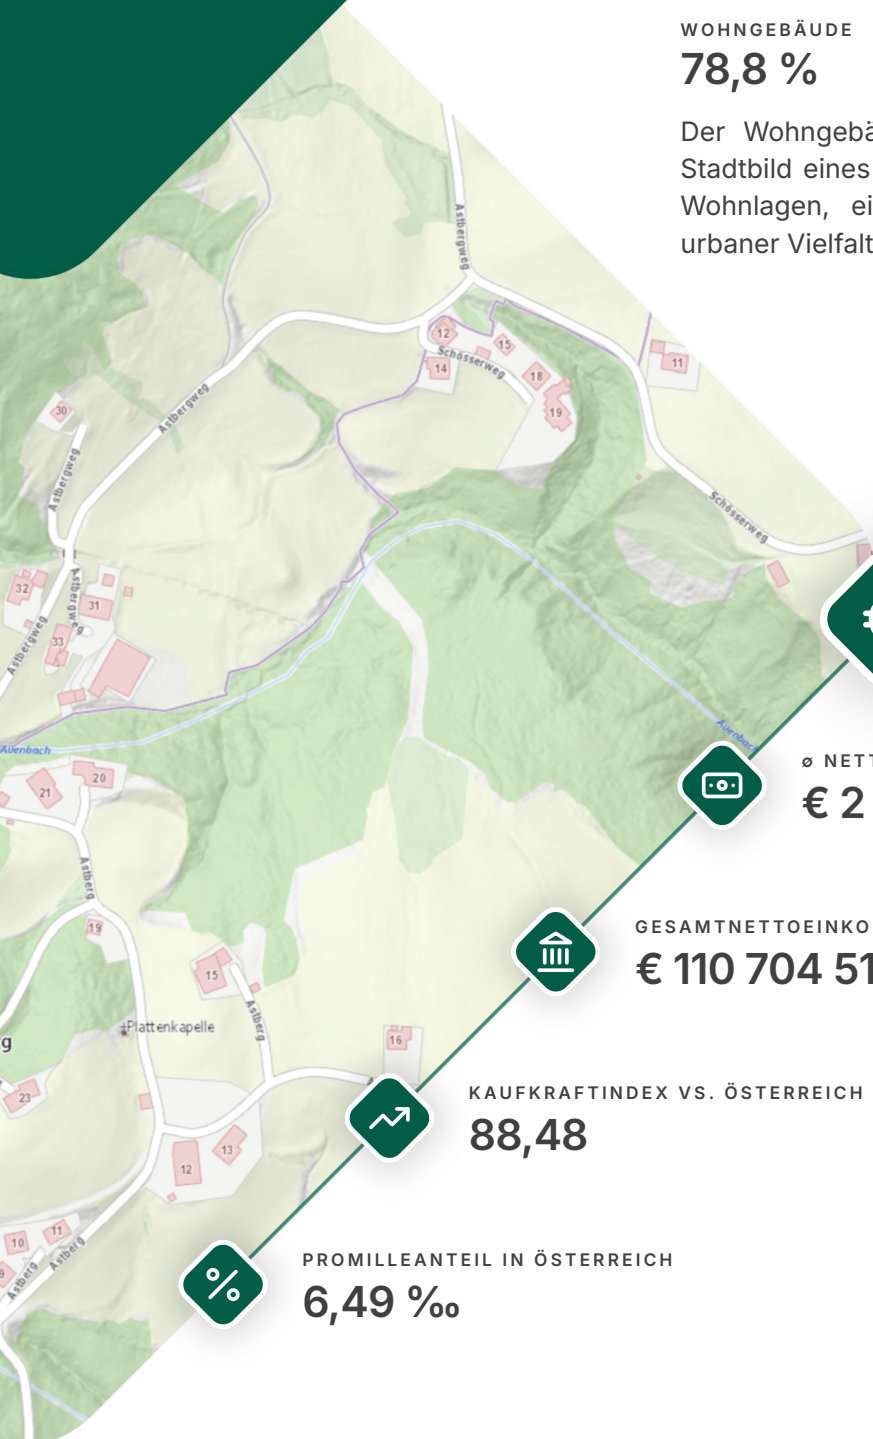 WOHNGEBÄUDE
78,8 %
Der Wohngebä
Stadtbild eines
Wohnlagen, ei
urbaner Vielfalt
Astbergweg
12
15
Schösserweg
14
18
11
19
Astbergweg
30
Astbergweg
Schösserweg
32
Astbergweg
31
33
Astbergweg
Auenbach
Auenbach
ø NETT
€ 2
20
21
Astberg
19
GESAMTNETTOEINKO
€ 110 704 51
15
Astberg
Plattenkapelle
16
rg
23
KAUFKRAFTINDEX VS. ÖSTERREICH
88,48
13
12
11
10
9
Astberg
Astberg
PROMILLEANTEIL IN ÖSTERREICH
6,49 ‰